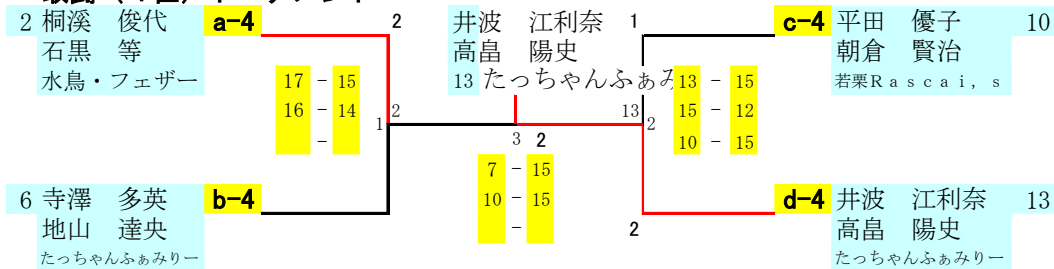 2 桐溪 俊代 a-4 2 井波 江利奈 1 c-4 平田 優子 10
石黒 等 高畠 陽史 朝倉 賢治
水鳥・フェザー 13 たっちゃんふぁみ 若栗Rascai,s
17 - 15 13 - 15
16 - 14 2 13 2 15 - 12
- 1 3 2 10 - 15
7 - 15
6 寺澤 多英 b-4 10 - 15 d-4 井波 江利奈 13
地山 達央 - 2 高畠 陽史
たっちゃんふぁみりー たっちゃんふぁみりー